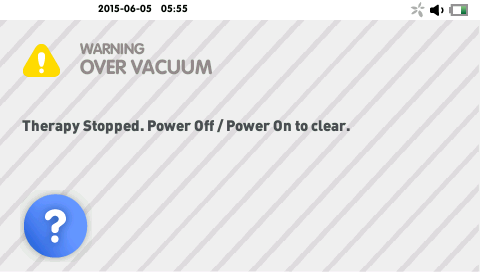 2015-06-05 05:55
WARNING
OVER VACUUM
Therapy Stopped. Power Off / Power On to clear.
?